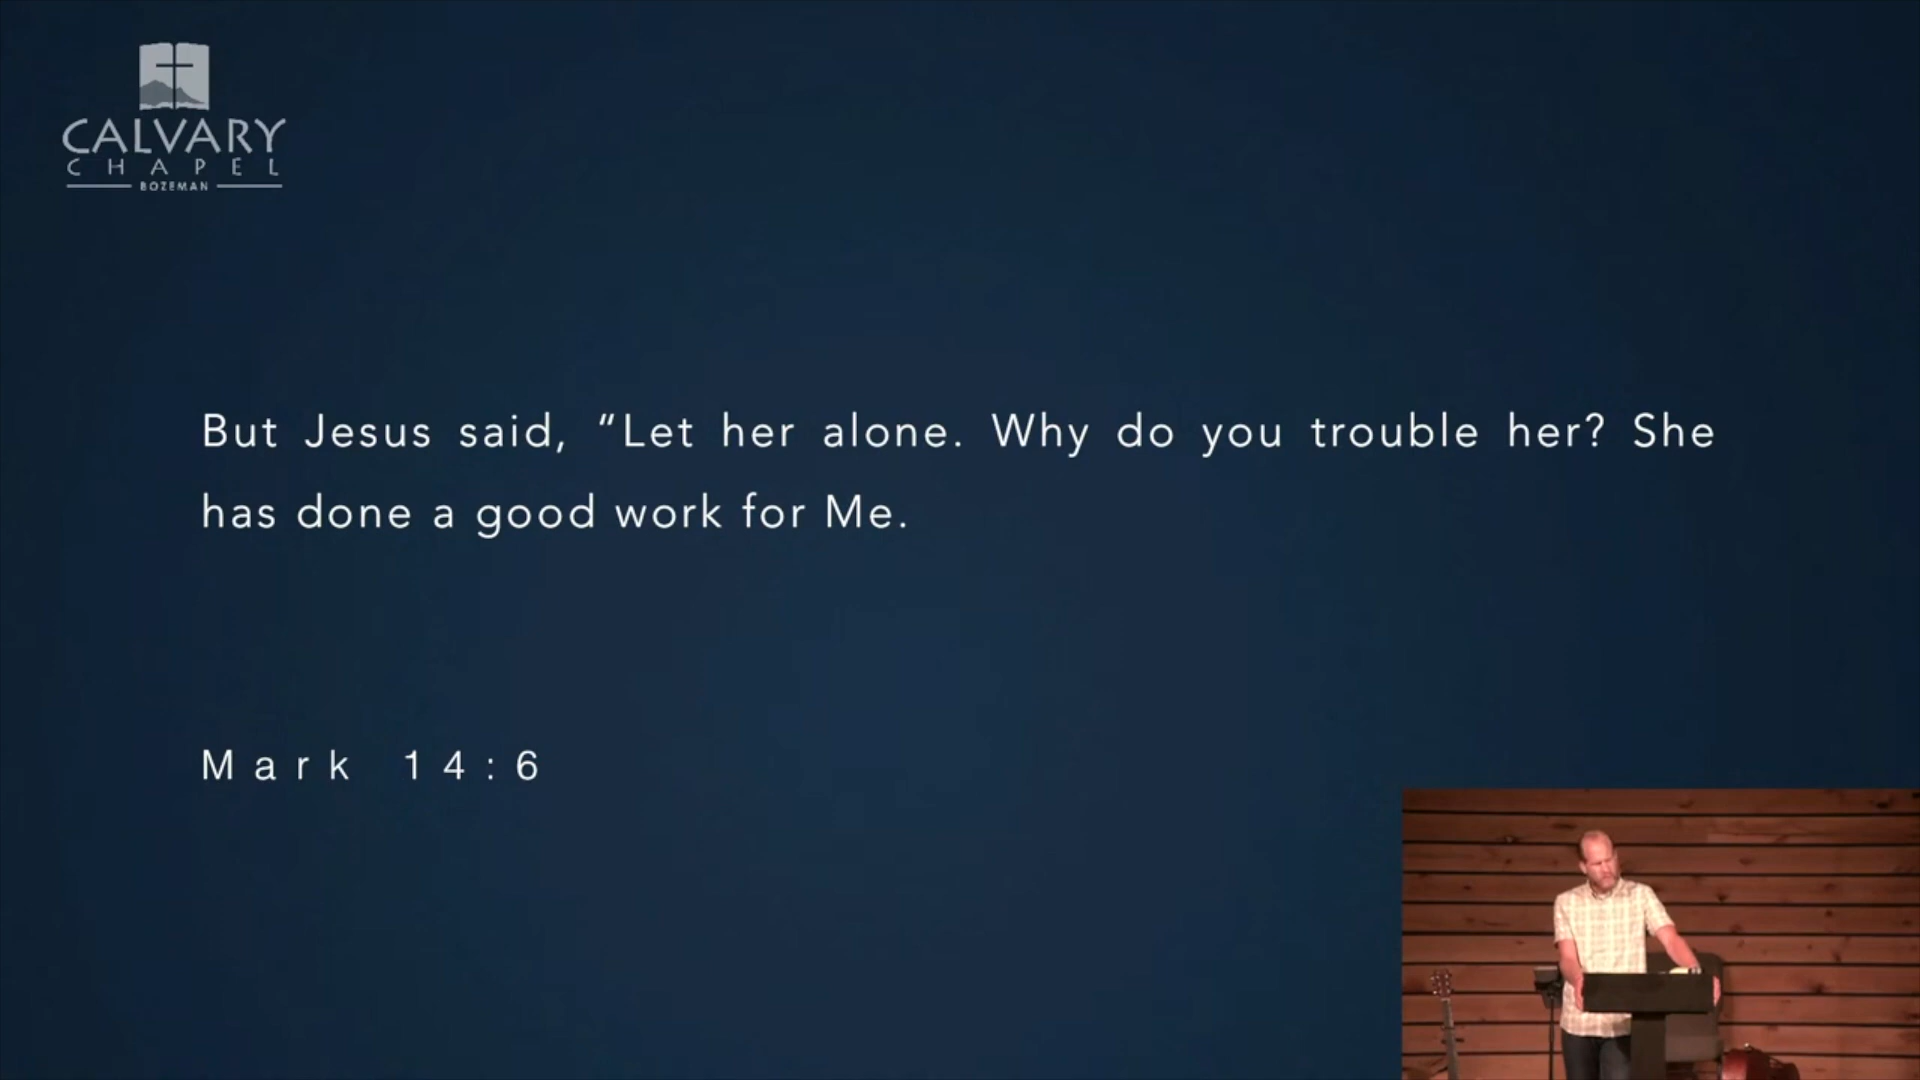 CALVARY
CHAPEL
BOZEMAN
But Jesus said, “Let her alone. Why do you trouble her? She
has done a good work for Me.
Mark 14:6